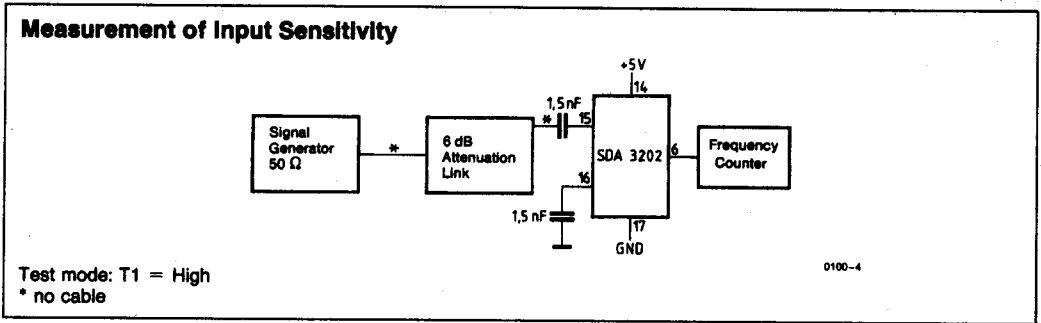 Measurement of Input Sensitivity
+5V
14
1,5nF
* 15
Signal
Generator
50 Ω
*
6 dB
Attenuation
Link
SDA 3202
6
Frequency
Counter
16
1,5 nF
17
GND
0100-4
Test mode: T1 = High
* no cable